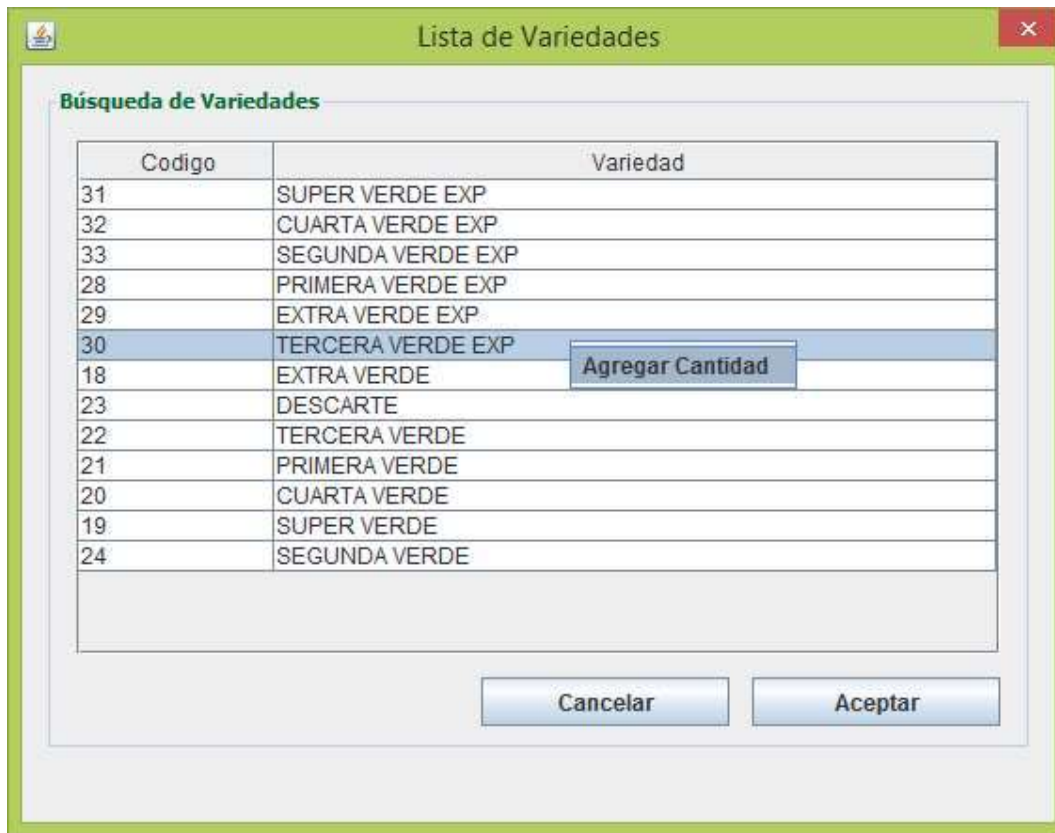 Lista de Variedades
Búsqueda de Variedades
Codigo Variedad
31 SUPER VERDE EXP
32 CUARTA VERDE EXP
33 SEGUNDA VERDE EXP
28 PRIMERA VERDE EXP
29 EXTRA VERDE EXP
30 TERCERA VERDE EXP
Agregar Cantidad
18 EXTRA VERDE
23 DESCARTE
22 TERCERA VERDE
21 PRIMERA VERDE
20 CUARTA VERDE
19 SUPER VERDE
24 SEGUNDA VERDE
Cancelar Aceptar